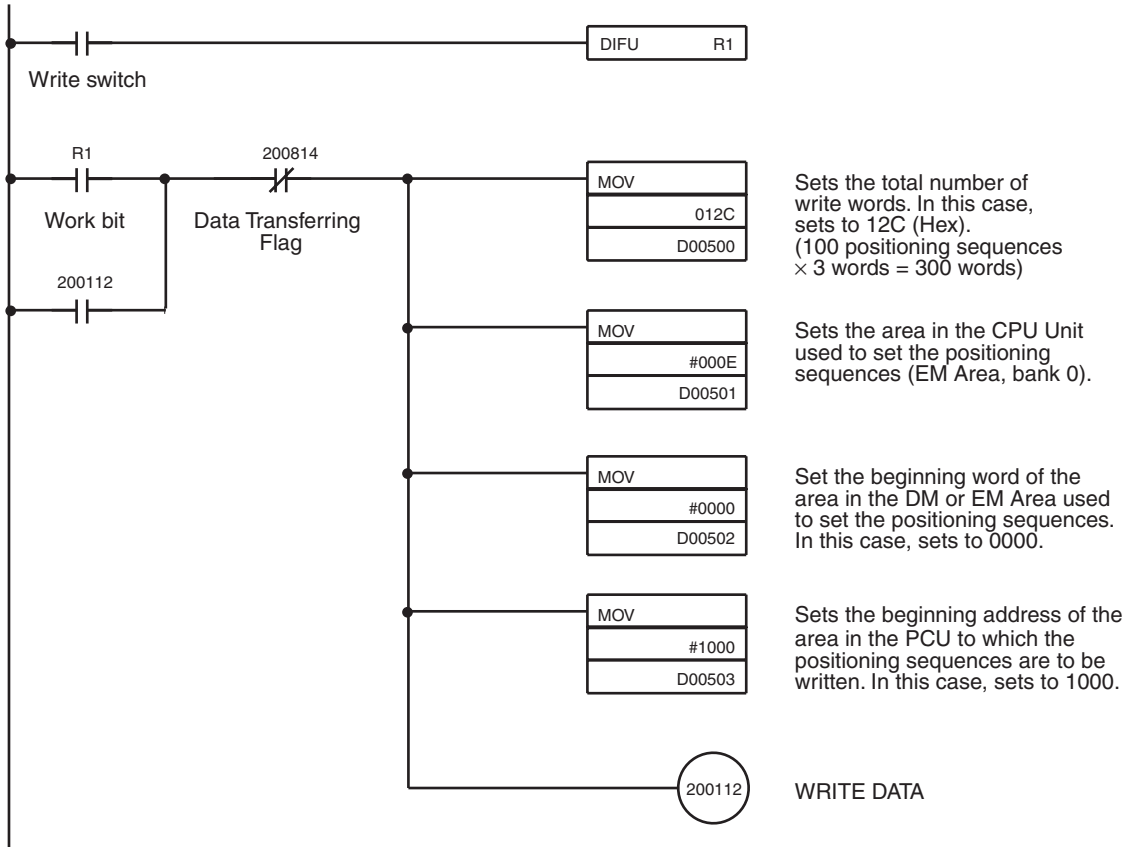 DIFU R1
Write switch
R1
200814
Work bit
Data Transferring
Flag
200112
MOV
012C
D00500
Sets the total number of
write words. In this case,
sets to 12C (Hex).
(100 positioning sequences
× 3 words = 300 words)
MOV
#000E
D00501
Sets the area in the CPU Unit
used to set the positioning
sequences (EM Area, bank 0).
MOV
#0000
D00502
Set the beginning word of the
area in the DM or EM Area used
to set the positioning sequences.
In this case, sets to 0000.
MOV
#1000
D00503
Sets the beginning address of the
area in the PCU to which the
positioning sequences are to be
written. In this case, sets to 1000.
200112
WRITE DATA